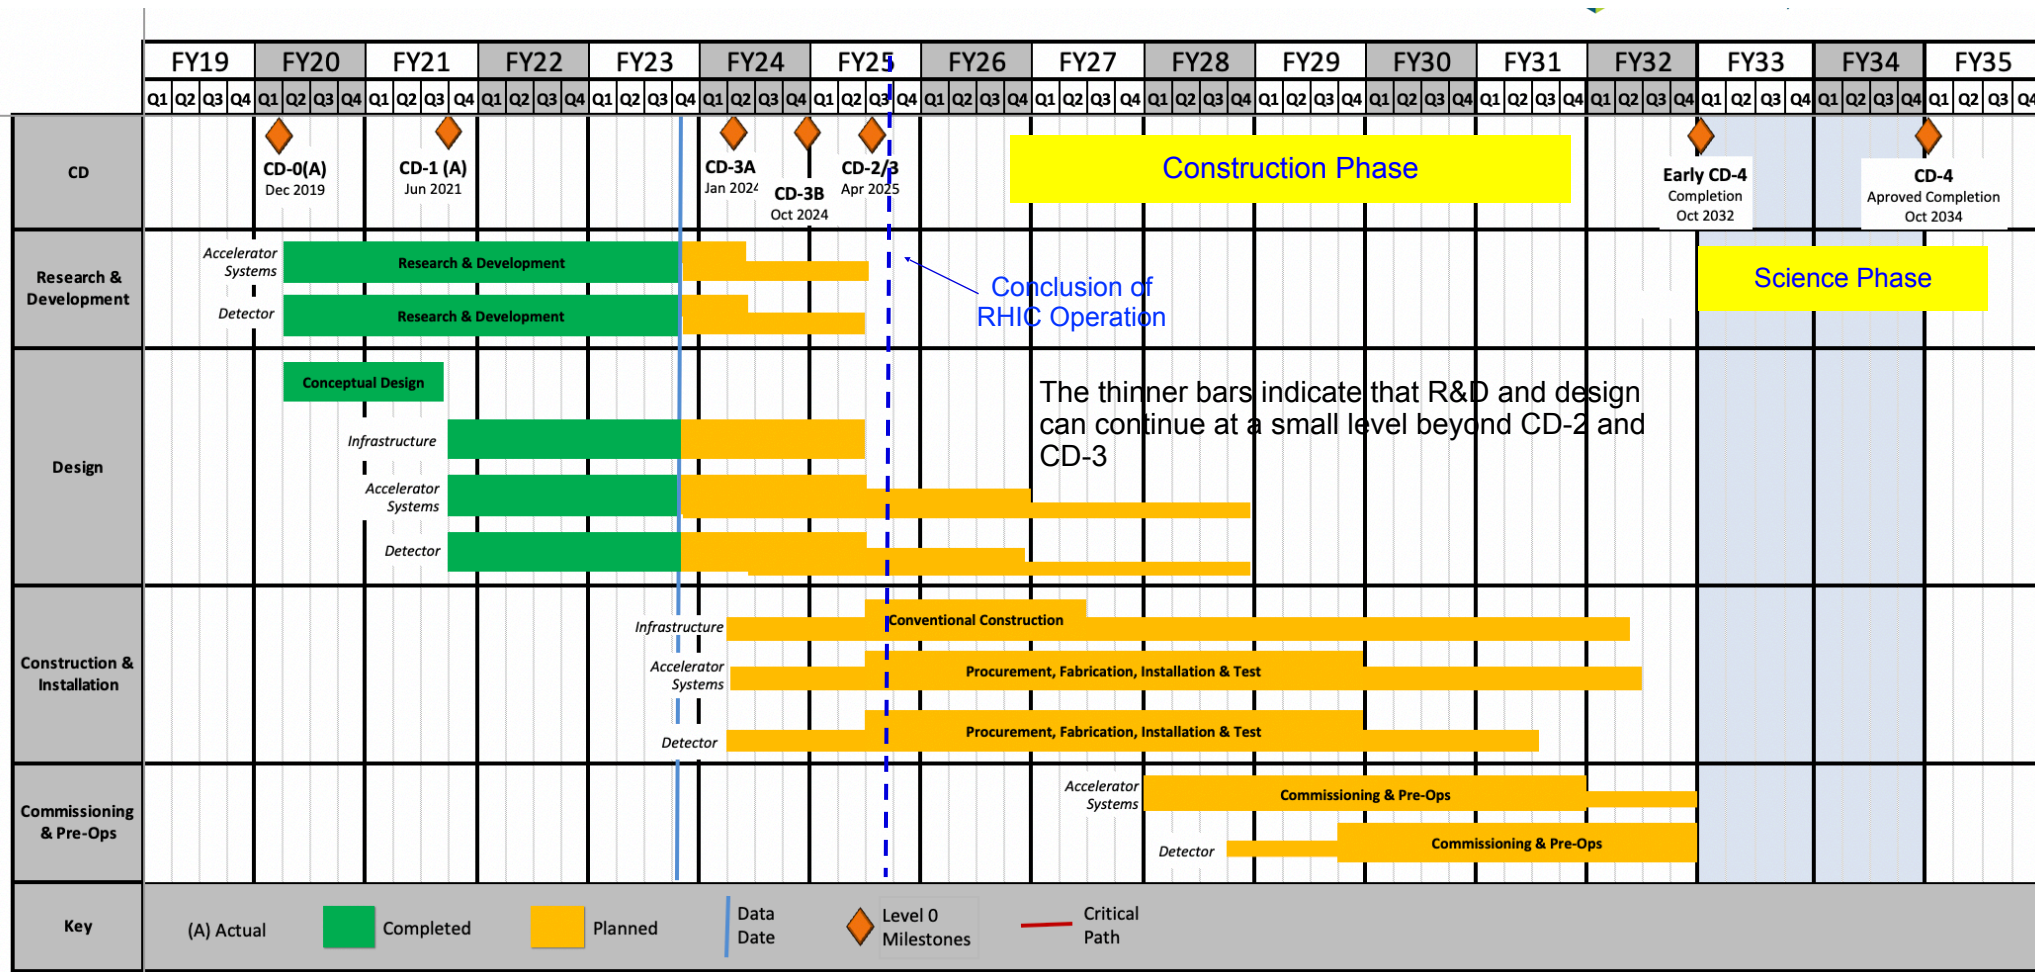 FY19 FY20 FY21 FY22 FY23 FY24 FY25 FY26 FY27 FY28 FY29 FY30 FY31 FY32 FY33 FY34 FY35
Q1 Q2 Q3 Q4 Q1 Q2 Q3 Q4 Q1 Q2 Q3 Q4 Q1 Q2 Q3 Q4 Q1 Q2 Q3 Q4 Q1 Q2 Q3 Q4 Q1 Q2 Q3 Q4 Q1 Q2 Q3 Q4 Q1 Q2 Q3 Q4 Q1 Q2 Q3 Q4 Q1 Q2 Q3 Q4 Q1 Q2 Q3 Q4 Q1 Q2 Q3 Q4 Q1 Q2 Q3 Q4 Q1 Q2 Q3 Q4 Q1 Q2 Q3 Q4 Q1 Q2 Q3 Q4
CD
CD-0(A)
Dec 2019
CD-1 (A)
Jun 2021
CD-3A
Jan 2024
CD-3B
Oct 2024
CD-2/3
Apr 2025
Construction Phase
Early CD-4
Completion
Oct 2032
CD-4
Aproved Completion
Oct 2034
Research &
Development
Accelerator
Systems
Research & Development
Detector
Research & Development
Conclusion of
RHIC Operation
Science Phase
Design
Conceptual Design
Infrastructure
Accelerator
Systems
Detector
The thinner bars indicate that R&D and design
can continue at a small level beyond CD-2 and
CD-3
Construction &
Installation
Infrastructure
Conventional Construction
Accelerator
Systems
Procurement, Fabrication, Installation & Test
Detector
Procurement, Fabrication, Installation & Test
Commissioning
& Pre-Ops
Accelerator
Systems
Commissioning & Pre-Ops
Detector
Commissioning & Pre-Ops
Key
(A) Actual
Completed
Planned
Data
Date
Level 0
Milestones
Critical
Path